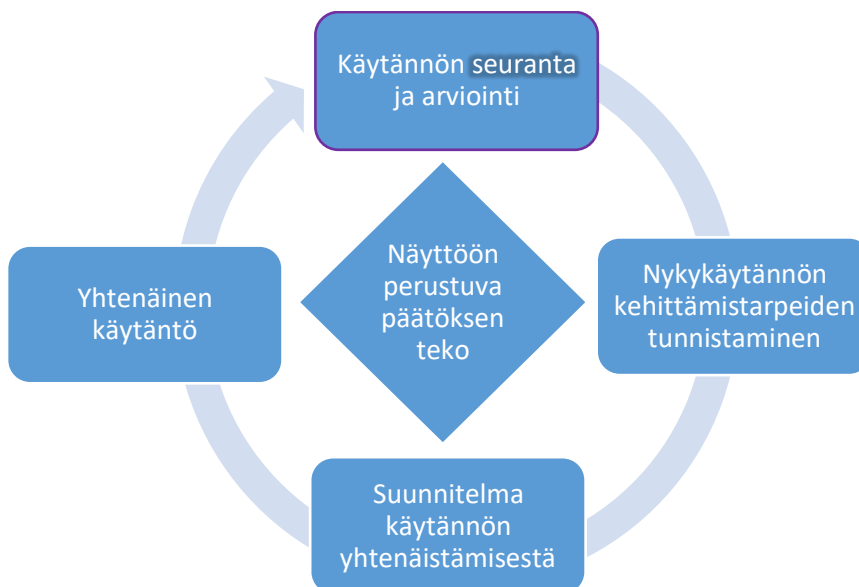 Käytännön seuranta
ja arviointi
Näyttöön
perustuva
päätöksen
teko
Yhtenäinen
käytäntö
Nykykäytännön
kehittämistarpeiden
tunnistaminen
Suunnitelma
käytännön
yhtenäistämisestä